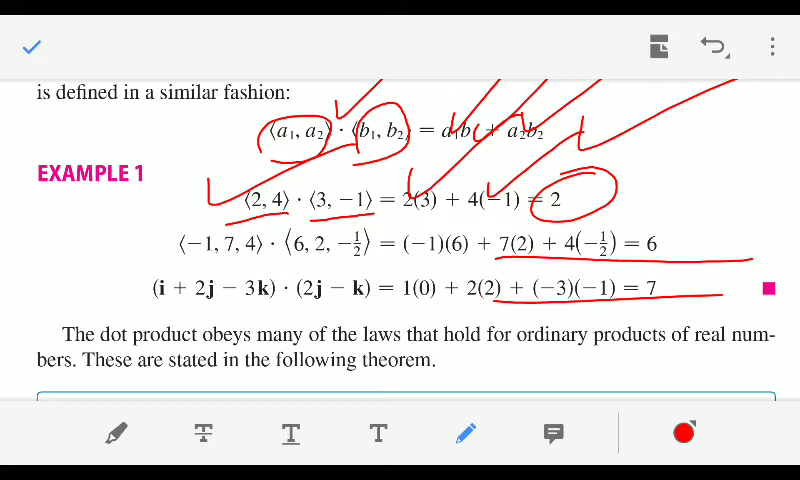 is defined in a similar fashion:
⟨a₁, a₂⟩ · ⟨b₁, b₂⟩ = a₁b₁ + a₂b₂
EXAMPLE 1
⟨2, 4⟩ · ⟨3, −1⟩ = 2(3) + 4(−1) = 2
⟨−1, 7, 4⟩ · ⟨6, 2, −½⟩ = (−1)(6) + 7(2) + 4(−½) = 6
(i + 2j − 3k) · (2j − k) = 1(0) + 2(2) + (−3)(−1) = 7
The dot product obeys many of the laws that hold for ordinary products of real num-
bers. These are stated in the following theorem.
T T T